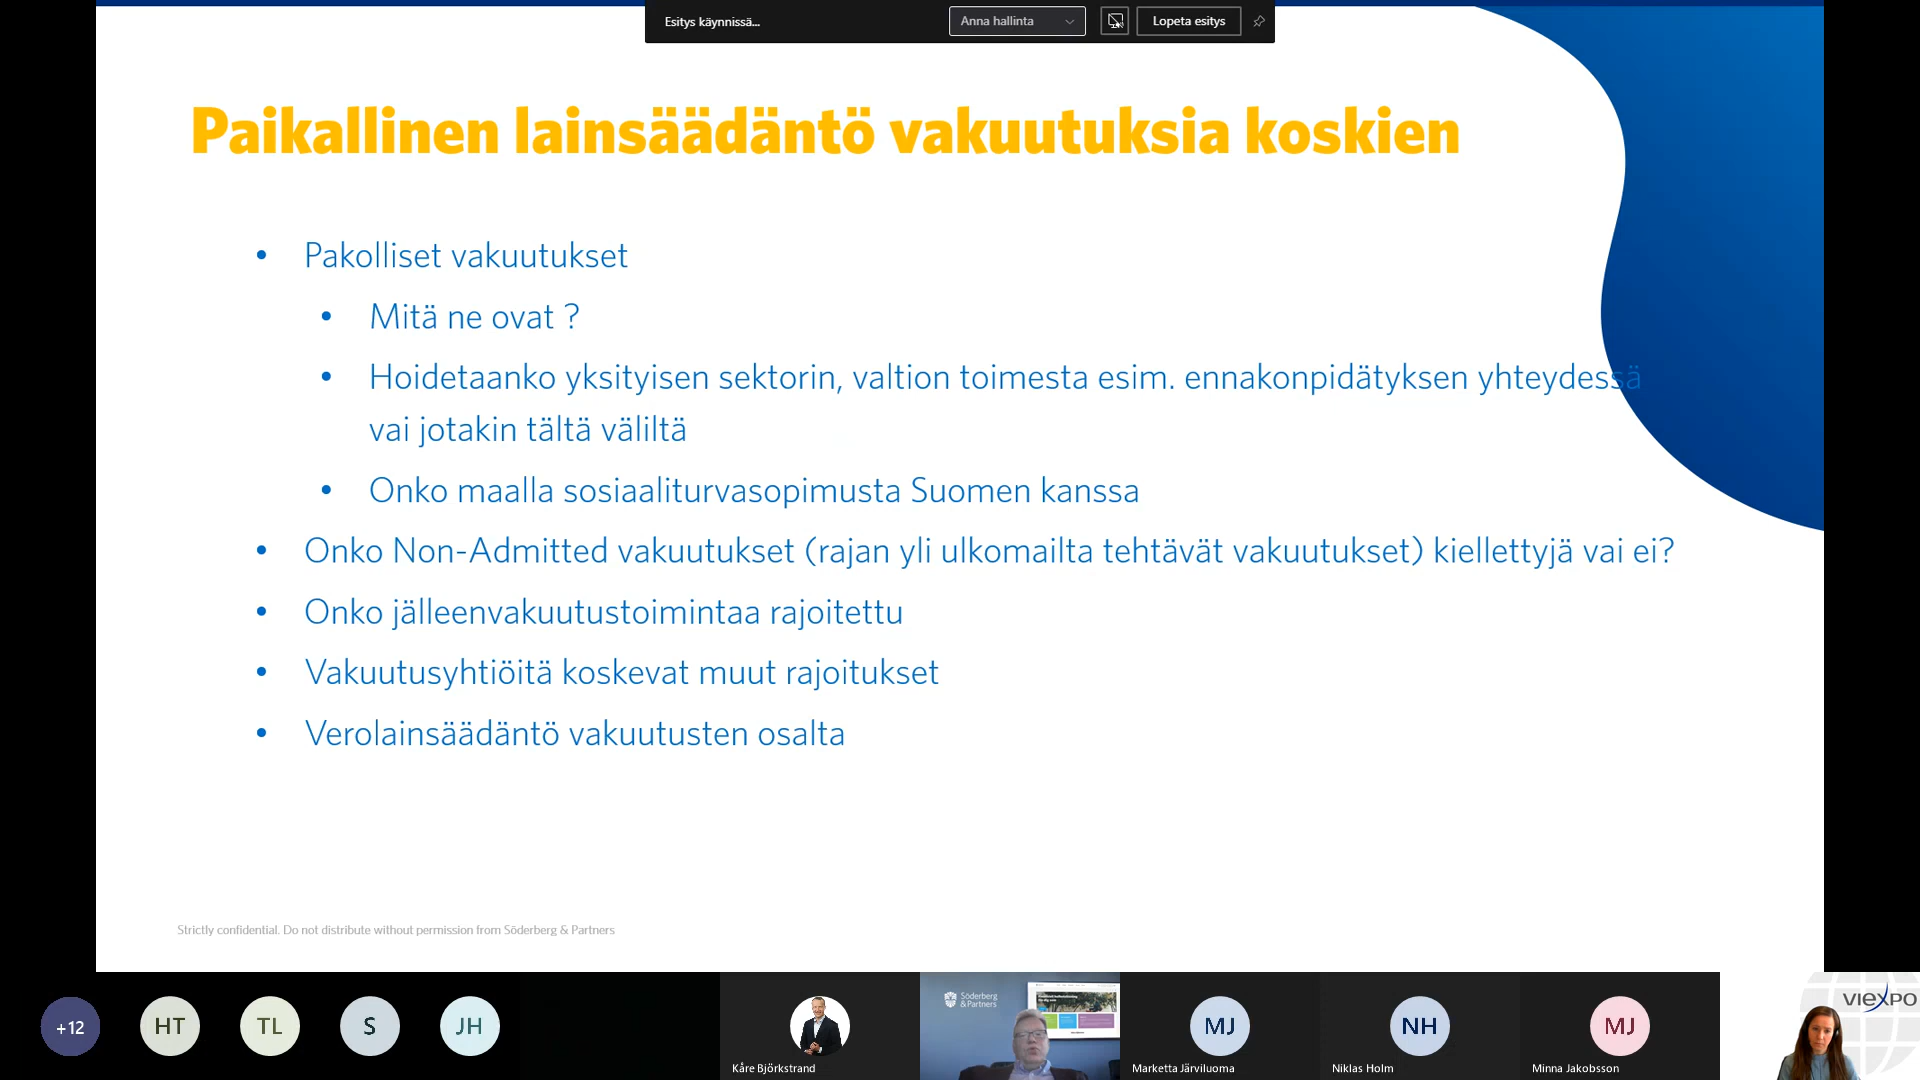 Esitys käynnissä...
Anna hallinta
Lopeta esitys
Paikallinen lainsäädäntö vakuutuksia koskien
• Pakolliset vakuutukset
• Mitä ne ovat ?
• Hoidetaanko yksityisen sektorin, valtion toimesta esim. ennakonpidätyksen yhteydessä
vai jotakin tältä väliltä
• Onko maalla sosiaaliturvasopimusta Suomen kanssa
• Onko Non-Admitted vakuutukset (rajan yli ulkomailta tehtävät vakuutukset) kiellettyjä vai ei?
• Onko jälleenvakuutustoimintaa rajoitettu
• Vakuutusyhtiöitä koskevat muut rajoitukset
• Verolainsäädäntö vakuutusten osalta
Strictly confidential. Do not distribute without permission from Söderberg & Partners
+12
HT
TL
S
JH
Kåre Björkstrand
Söderberg
& Partners
MJ
Marketta Järviluoma
NH
Niklas Holm
MJ
Minna Jakobsson
VIEXPO